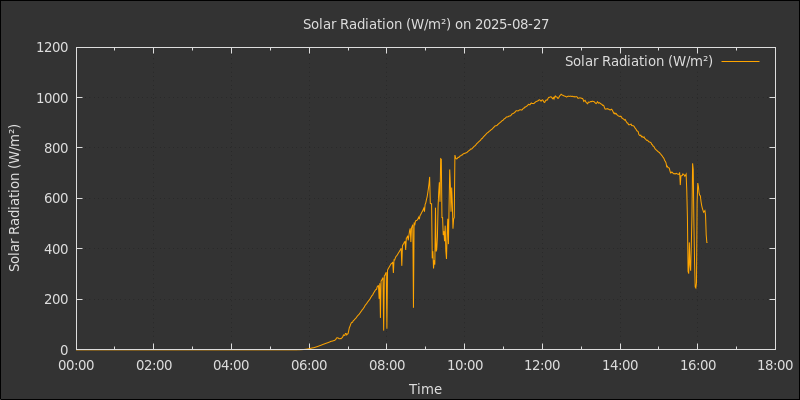 Solar Radiation (W/m²) on 2025-08-27
Solar Radiation (W/m²)
Solar Radiation (W/m²)
1200
1000
800
600
400
200
0
00:00 02:00 04:00 06:00 08:00 10:00 12:00 14:00 16:00 18:00
Time